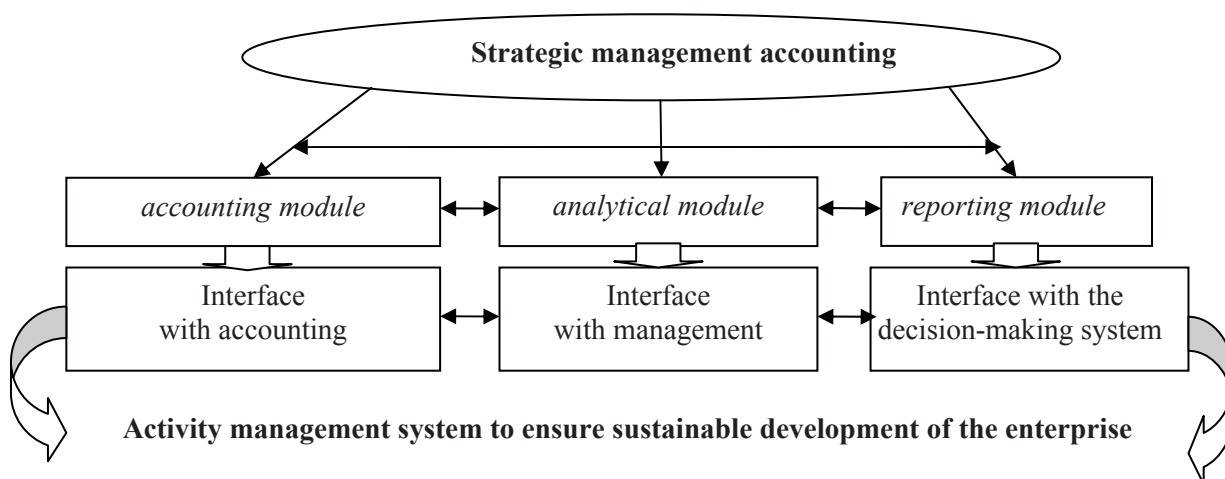 Strategic management accounting
accounting module
analytical module
reporting module
Interface
with accounting
Interface
with management
Interface with the
decision-making system
Activity management system to ensure sustainable development of the enterprise